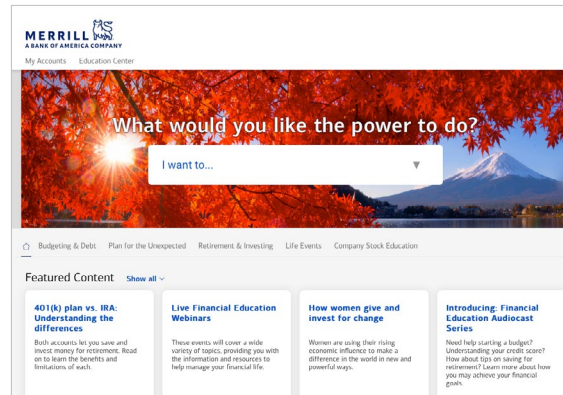 MERRILL
A BANK OF AMERICA COMPANY
My Accounts Education Center
What would you like the power to do?
I want to...
Budgeting & Debt Plan for the Unexpected Retirement & Investing Life Events Company Stock Education
Featured Content Show all
401(k) plan vs. IRA:
Understanding the
differences
Both accounts let you save and
invest money for retirement. Read
on to learn the benefits and
limitations of each.
Live Financial Education
Webinars
These events will cover a wide
variety of topics, providing you with
the information and resources to
help manage your financial life.
How women give and
invest for change
Women are using their rising
economic influence to make a
difference in the world in new and
powerful ways.
Introducing: Financial
Education Audiocast
Series
Need help starting a budget?
Understanding your credit score?
How about tips on saving for
retirement? Learn more about how
you may achieve your financial
goals.